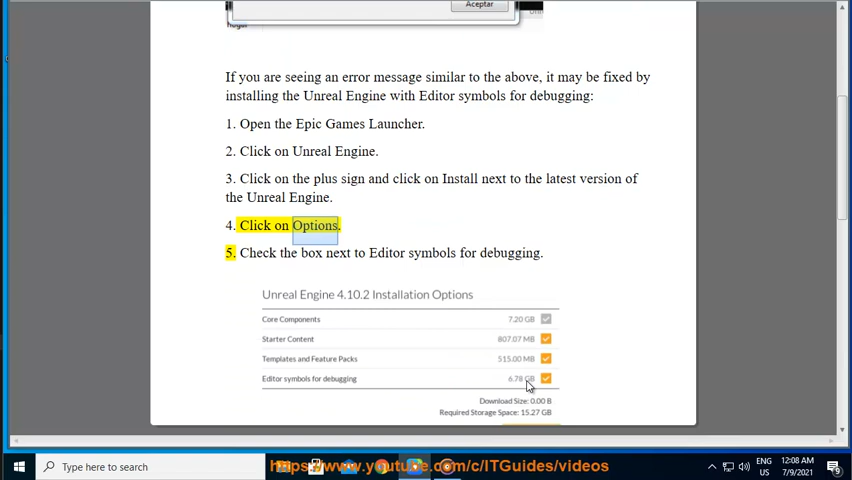 Aceptar
If you are seeing an error message similar to the above, it may be fixed by
installing the Unreal Engine with Editor symbols for debugging:
1. Open the Epic Games Launcher.
2. Click on Unreal Engine.
3. Click on the plus sign and click on Install next to the latest version of
the Unreal Engine.
4. Click on Options.
5. Check the box next to Editor symbols for debugging.
Unreal Engine 4.10.2 Installation Options
Core Components 7.20 GB
Starter Content 807.07 MB
Templates and Feature Packs 515.00 MB
Editor symbols for debugging 6.78 GB
Download Size: 0.00 B
Required Storage Space: 15.27 GB
Type here to search
https://www.youtube.com/c/ITGuides/videos
ENG 12:08 AM
US 7/9/2021